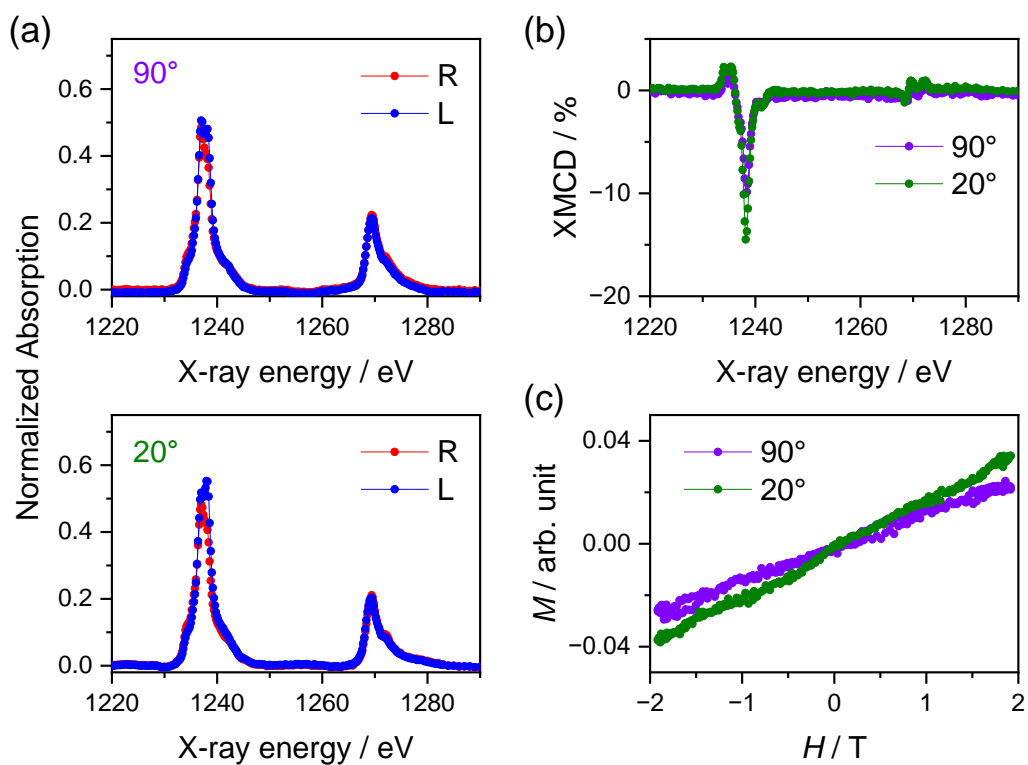 (a)
Normalized Absorption
90°
R
L
0.6
0.4
0.2
0.0
1220 1240 1260 1280
X-ray energy / eV
20°
R
L
0.6
0.4
0.2
0.0
1220 1240 1260 1280
X-ray energy / eV
(b)
XMCD / %
0
−10
−20
90°
20°
1220 1240 1260 1280
X-ray energy / eV
(c)
M / arb. unit
0.04
0.00
−0.04
90°
20°
−2 −1 0 1 2
H / T